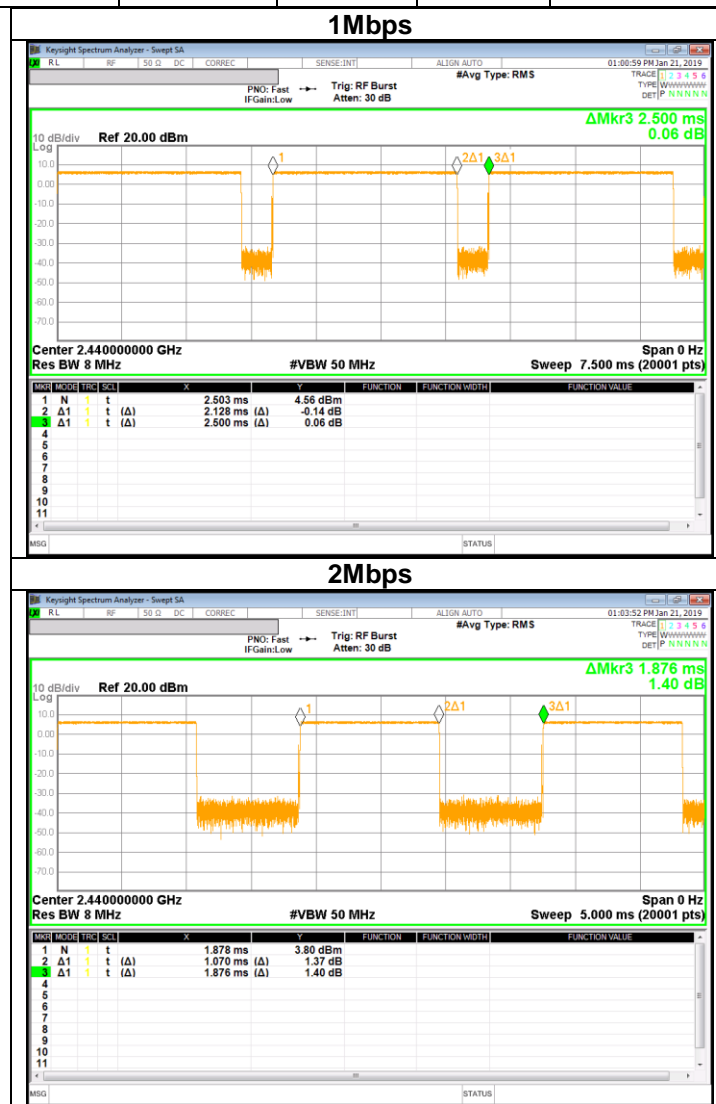 1Mbps
Keysight Spectrum Analyzer - Swept SA
RL RF 50 Ω DC CORREC SENSE:INT ALIGN AUTO 01:00:59 PM Jan 21, 2019
#Avg Type: RMS TRACE 1 2 3 4 5 6
PNO: Fast Trig: RF Burst TYPE WWWWWW
IFGain:Low Atten: 30 dB DET P N N N N N
ΔMkr3 2.500 ms
0.06 dB
10 dB/div Ref 20.00 dBm
Log
1 2Δ1 3Δ1
10.0
0.00
-10.0
-20.0
-30.0
-40.0
-50.0
-60.0
-70.0
Center 2.440000000 GHz Span 0 Hz
Res BW 8 MHz #VBW 50 MHz Sweep 7.500 ms (20001 pts)
MKR MODE TRC SCL X Y FUNCTION FUNCTION WIDTH FUNCTION VALUE
1 N 1 t 2.503 ms 4.56 dBm
2 Δ1 1 t (Δ) 2.128 ms (Δ) -0.14 dB
3 Δ1 1 t (Δ) 2.500 ms (Δ) 0.06 dB
4
5
6
7
8
9
10
11
MSG STATUS
2Mbps
Keysight Spectrum Analyzer - Swept SA
RL RF 50 Ω DC CORREC SENSE:INT ALIGN AUTO 01:03:52 PM Jan 21, 2019
#Avg Type: RMS TRACE 1 2 3 4 5 6
PNO: Fast Trig: RF Burst TYPE WWWWWW
IFGain:Low Atten: 30 dB DET P N N N N N
ΔMkr3 1.876 ms
1.40 dB
10 dB/div Ref 20.00 dBm
Log
1 2Δ1 3Δ1
10.0
0.00
-10.0
-20.0
-30.0
-40.0
-50.0
-60.0
-70.0
Center 2.440000000 GHz Span 0 Hz
Res BW 8 MHz #VBW 50 MHz Sweep 5.000 ms (20001 pts)
MKR MODE TRC SCL X Y FUNCTION FUNCTION WIDTH FUNCTION VALUE
1 N 1 t 1.878 ms 3.80 dBm
2 Δ1 1 t (Δ) 1.070 ms (Δ) 1.37 dB
3 Δ1 1 t (Δ) 1.876 ms (Δ) 1.40 dB
4
5
6
7
8
9
10
11
MSG STATUS